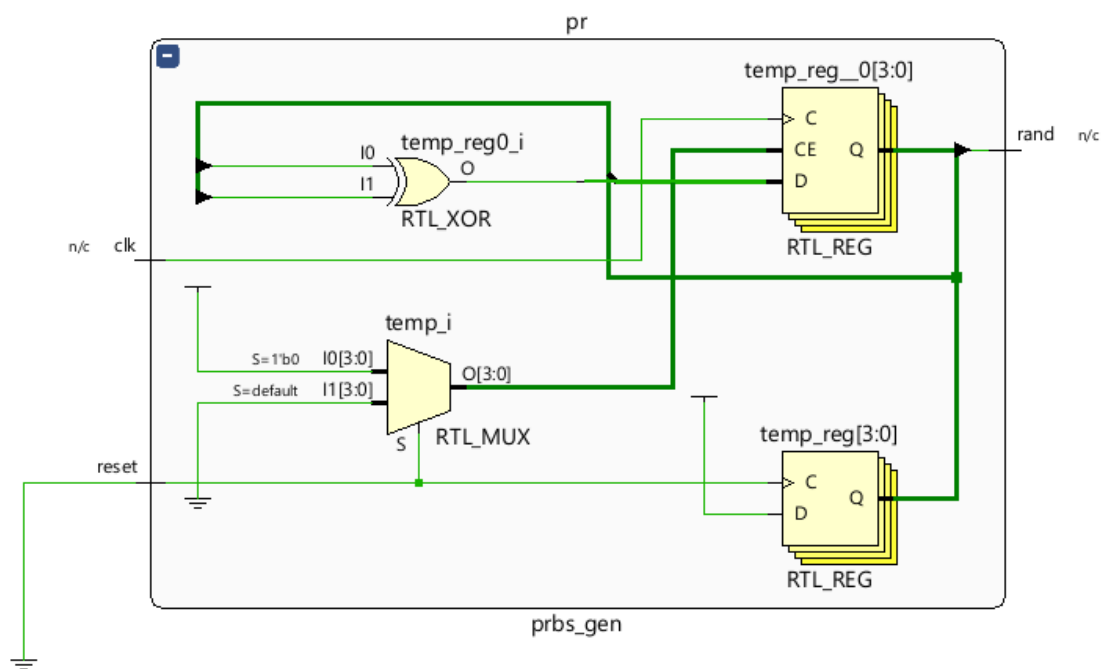 pr
temp_reg__0[3:0]
C
CE
Q
D
RTL_REG
rand
n/c
temp_reg0_i
I0
I1
O
RTL_XOR
n/c
clk
temp_i
S=1'b0
I0[3:0]
S=default
I1[3:0]
O[3:0]
S
RTL_MUX
reset
temp_reg[3:0]
C
Q
D
RTL_REG
prbs_gen